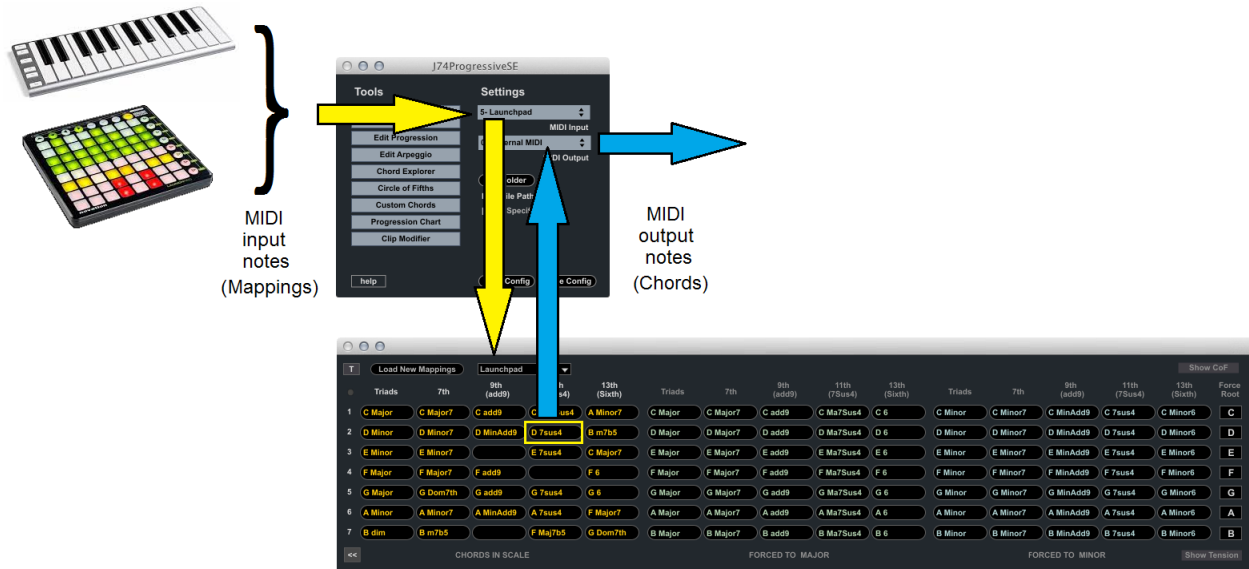 J74ProgressiveSE
Tools
Settings
5- Launchpad
MIDI Input
Edit Progression
Edit Arpeggio
MIDI
DI Output
Chord Explorer
Circle of Fifths
Custom Chords
Progression Chart
Clip Modifier
help
Config
Config
MIDI
input
notes
(Mappings)
MIDI
output
notes
(Chords)
novation
T Load New Mappings Launchpad Show CoF
Triads 7th 9th 13th Triads 7th 9th 11th 13th Triads 7th 9th 11th 13th Force
(add9) (Sixth) (add9) (7Sus4) (Sixth) (add9) (7Sus4) (Sixth) Root
1 C Major C Major7 C add9 A Minor7 C Major C Major7 C add9 C Ma7Sus4 C 6 C Minor C Minor7 C MinAdd9 C 7sus4 C Minor6 C
2 D Minor D Minor7 D MinAdd9 D 7sus4 B m7b5 D Major D Major7 D add9 D Ma7Sus4 D 6 D Minor D Minor7 D MinAdd9 D 7sus4 D Minor6 D
3 E Minor E Minor7 E 7sus4 C Major7 E Major E Major7 E add9 E Ma7Sus4 E 6 E Minor E Minor7 E MinAdd9 E 7sus4 E Minor6 E
4 F Major F Major7 F add9 F 6 F Major F Major7 F add9 F Ma7Sus4 F 6 F Minor F Minor7 F MinAdd9 F 7sus4 F Minor6 F
5 G Major G Dom7th G add9 G 7sus4 G 6 G Major G Major7 G add9 G Ma7Sus4 G 6 G Minor G Minor7 G MinAdd9 G 7sus4 G Minor6 G
6 A Minor A Minor7 A MinAdd9 A 7sus4 F Major7 A Major A Major7 A add9 A Ma7Sus4 A 6 A Minor A Minor7 A MinAdd9 A 7sus4 A Minor6 A
7 B dim B m7b5 F Maj7b5 G Dom7th B Major B Major7 B add9 B Ma7Sus4 B 6 B Minor B Minor7 B MinAdd9 B 7sus4 B Minor6 B
<< CHORDS IN SCALE FORCED TO MAJOR FORCED TO MINOR Show Tension